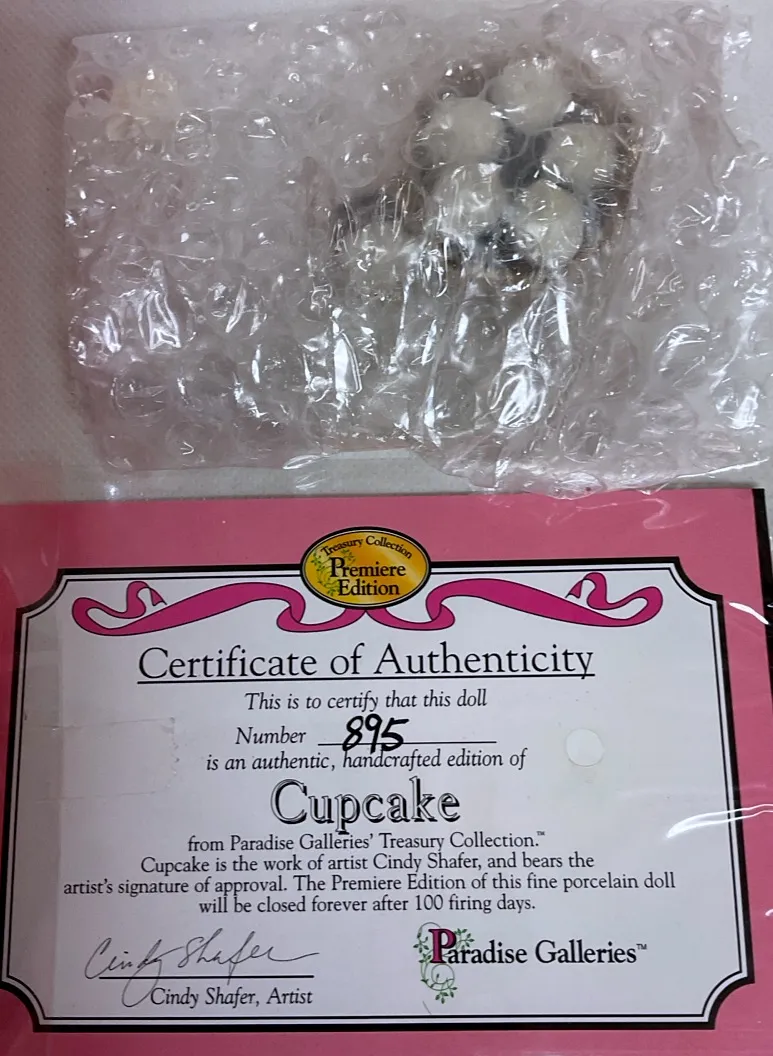 Treasury Collection
Premiere
Edition
Certificate of Authenticity
This is to certify that this doll
Number 895
is an authentic, handcrafted edition of
Cupcake
from Paradise Galleries' Treasury Collection.™
Cupcake is the work of artist Cindy Shafer, and bears the
artist's signature of approval. The Premiere Edition of this fine porcelain doll
will be closed forever after 100 firing days.
Cindy Shafer
Cindy Shafer, Artist
Paradise Galleries™